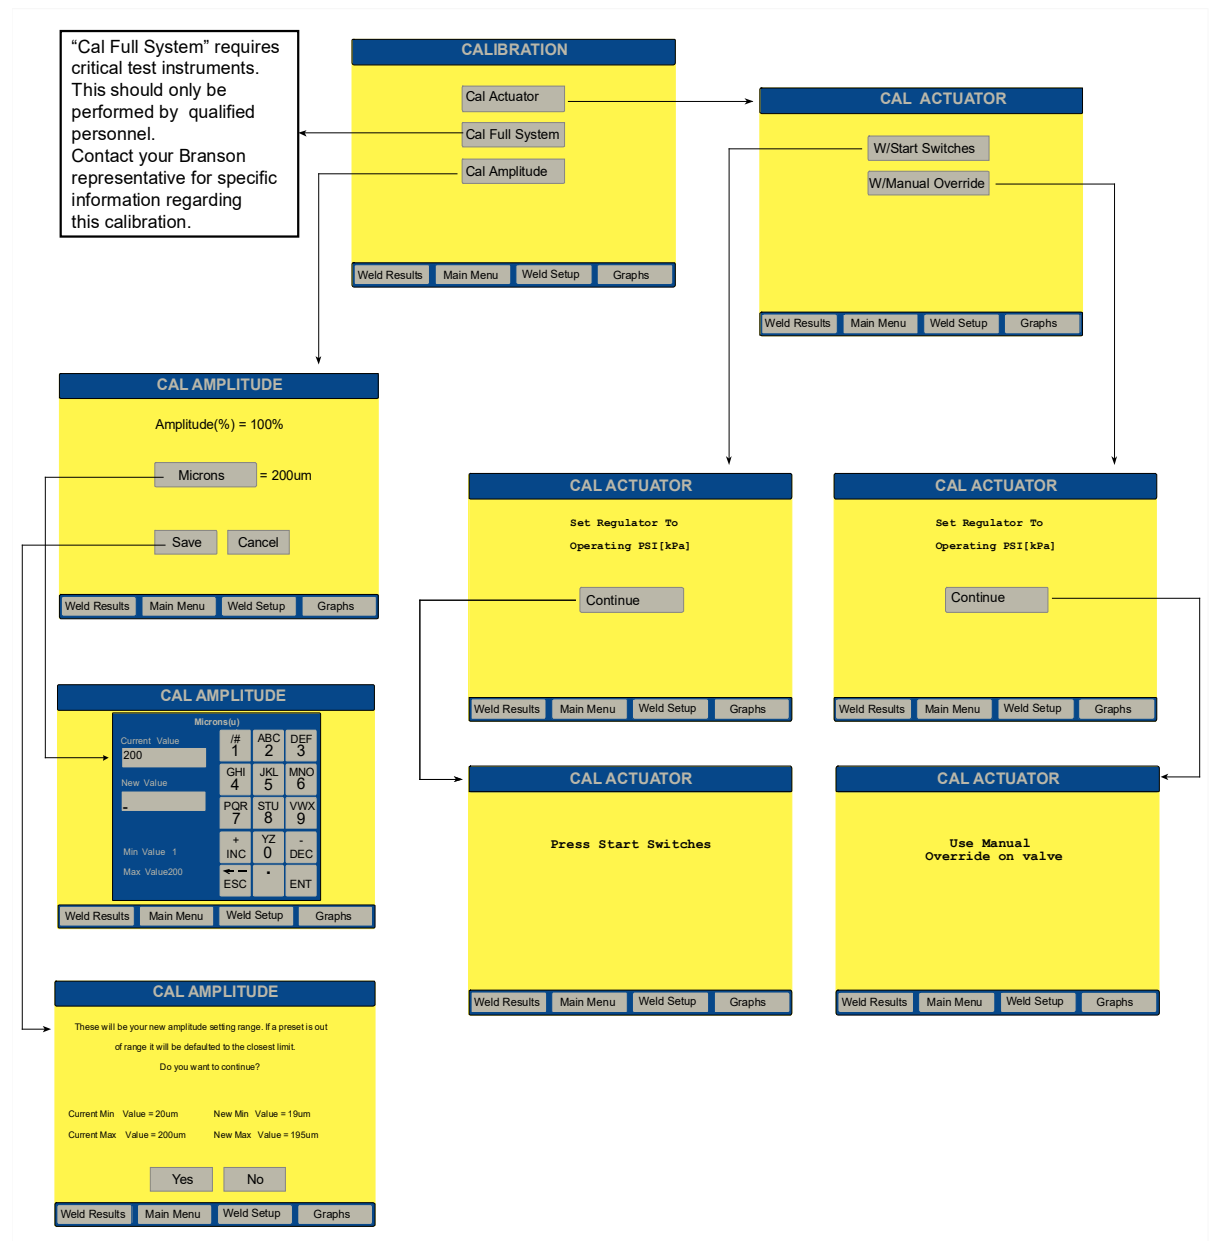 “Cal Full System” requires
critical test instruments.
This should only be
performed by qualified
personnel.
Contact your Branson
representative for specific
information regarding
this calibration.
CALIBRATION
Cal Actuator
Cal Full System
Cal Amplitude
Weld Results Main Menu Weld Setup Graphs
CAL ACTUATOR
W/Start Switches
W/Manual Override
Weld Results Main Menu Weld Setup Graphs
CAL AMPLITUDE
Amplitude(%) = 100%
Microns = 200um
Save Cancel
Weld Results Main Menu Weld Setup Graphs
CAL ACTUATOR
Set Regulator To
Operating PSI[kPa]
Continue
Weld Results Main Menu Weld Setup Graphs
CAL ACTUATOR
Set Regulator To
Operating PSI[kPa]
Continue
Weld Results Main Menu Weld Setup Graphs
CAL AMPLITUDE
Microns(u)
Current Value
200
New Value
-
Min Value 1
Max Value200
/# ABC DEF
1 2 3
GHI JKL MNO
4 5 6
PQR STU VWX
7 8 9
+ YZ -
INC 0 DEC
ESC . ENT
Weld Results Main Menu Weld Setup Graphs
CAL ACTUATOR
Press Start Switches
Weld Results Main Menu Weld Setup Graphs
CAL ACTUATOR
Use Manual
Override on valve
Weld Results Main Menu Weld Setup Graphs
CAL AMPLITUDE
These will be your new amplitude setting range. If a preset is out
of range it will be defaulted to the closest limit.
Do you want to continue?
Current Min Value = 20um New Min Value = 19um
Current Max Value = 200um New Max Value = 195um
Yes No
Weld Results Main Menu Weld Setup Graphs